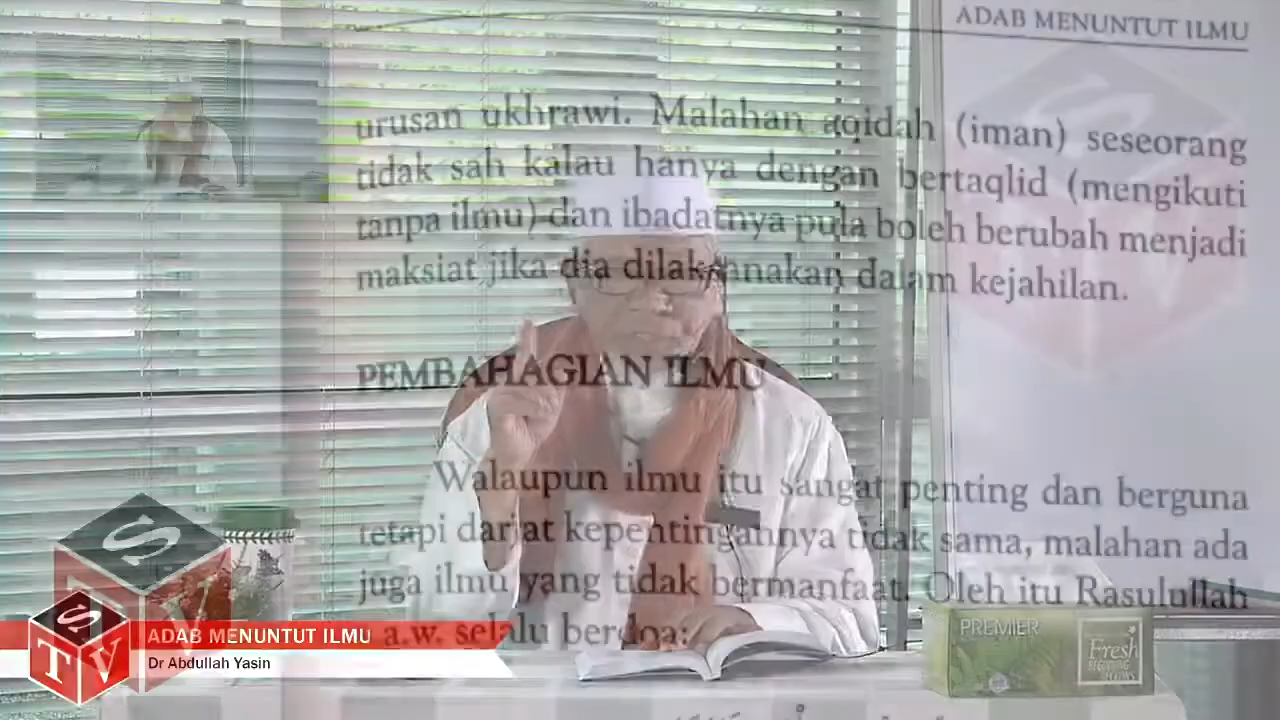 ADAB MENUNTUT ILMU
urusan ukhrawi. Malahan aqidah (iman) seseorang
tidak sah kalau hanya dengan bertaqlid (mengikuti
tanpa ilmu) dan ibadatnya pula boleh berubah menjadi
maksiat jika dia dilaksanakan dalam kejahilan.
PEMBAHAGIAN ILMU
Walaupun ilmu itu sangat penting dan berguna
tetapi darjat kepentingannya tidak sama, malahan ada
juga ilmu yang tidak bermanfaat. Oleh itu Rasulullah
a.w. selalu berdoa:
STV
ADAB MENUNTUT ILMU
Dr Abdullah Yasin
PREMIER
Fresh